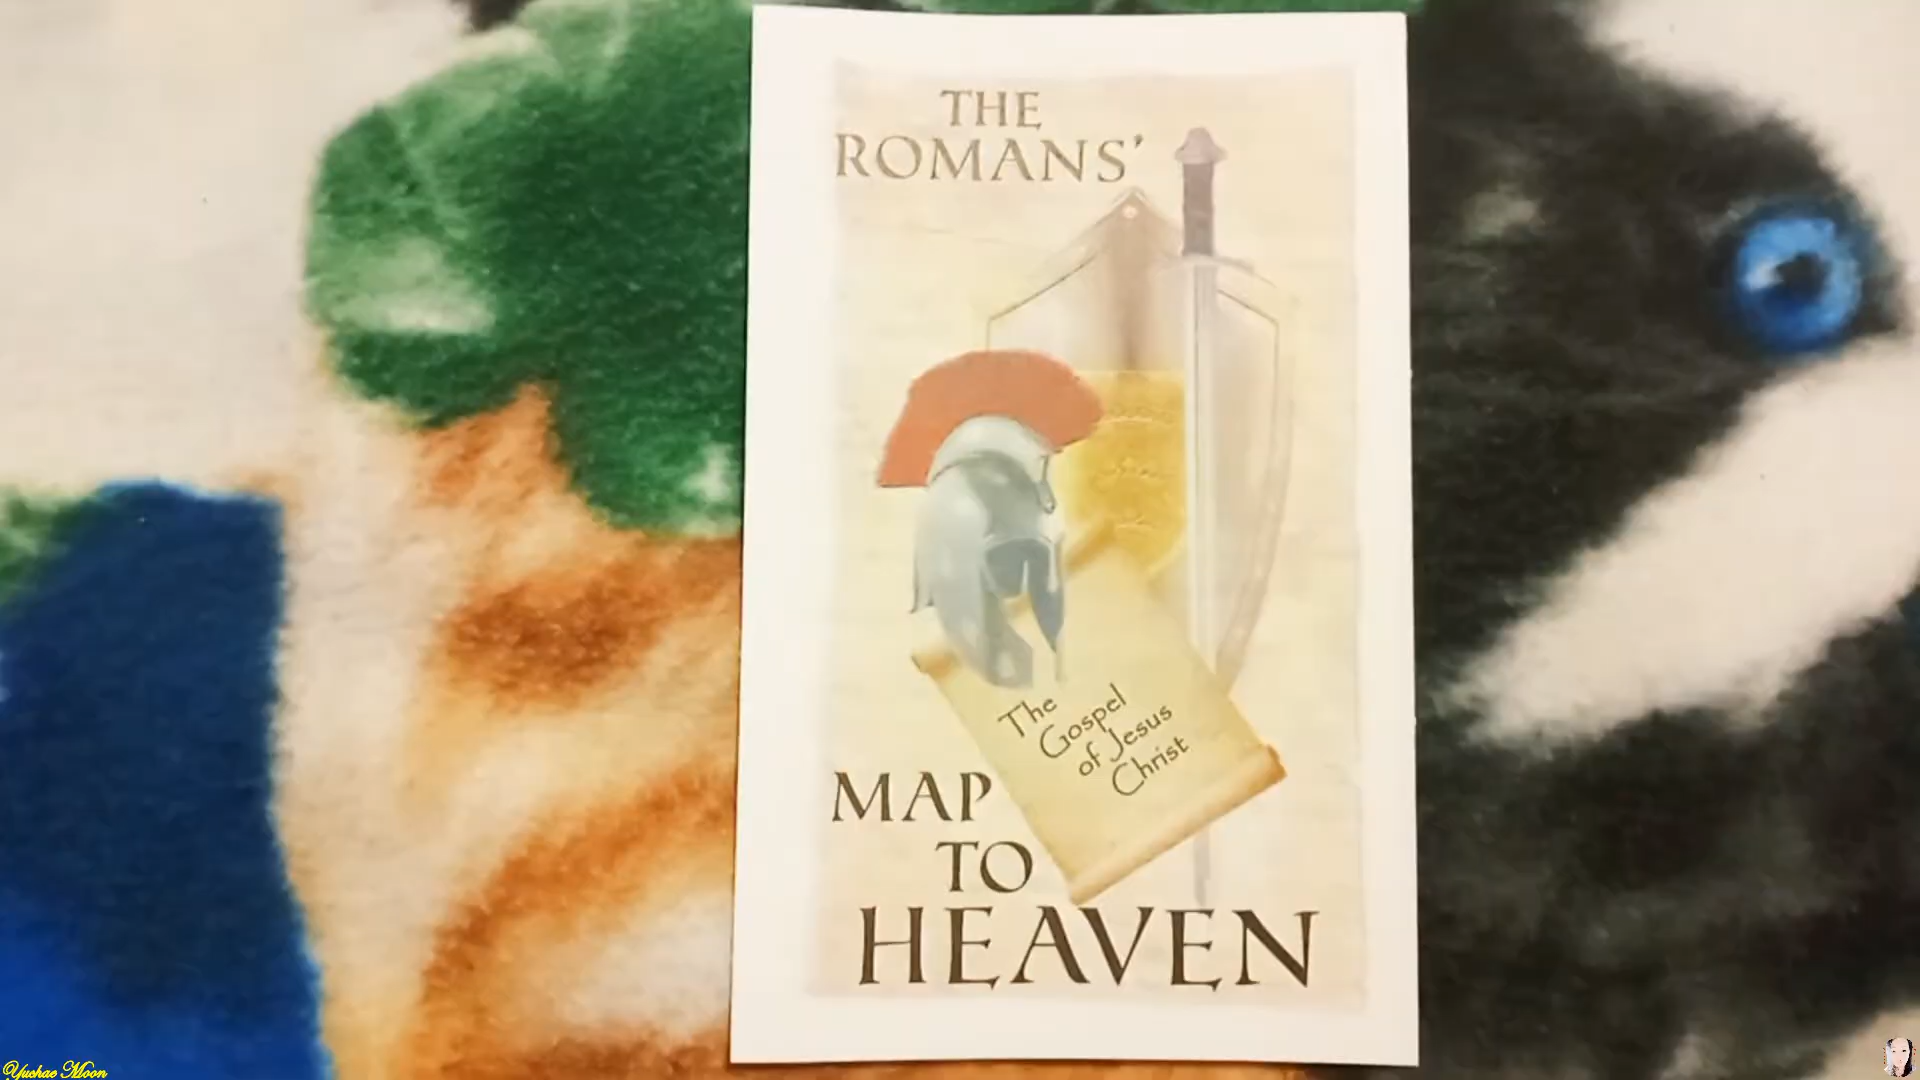 THE
ROMANS’
The
Gospel
of Jesus
Christ
MAP
TO
HEAVEN
Yuchae Moon